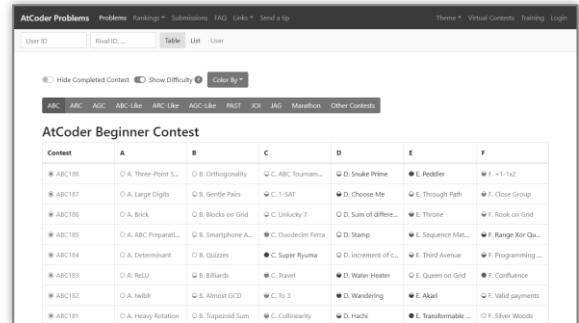 AtCoder Problems Problems Rankings Submissions FAQ Links Send a tip Theme Virtual Contests Training Login
User ID Rival ID, ... Table List User
Hide Completed Contest Show Difficulty Color By
ABC ARC AGC ABC-Like ARC-Like AGC-Like PAST JOI JAG Marathon Other Contests
AtCoder Beginner Contest
Contest A B C D E F
ABC188 A. Three-Point S... B. Orthogonality C. ABC Tournam... D. Snuke Prime E. Peddler F. +1-1x2
ABC187 A. Large Digits B. Gentle Pairs C. 1-SAT D. Choose Me E. Through Path F. Close Group
ABC186 A. Brick B. Blocks on Grid C. Unlucky 7 D. Sum of differe... E. Throne F. Rook on Grid
ABC185 A. ABC Preparati... B. Smartphone A... C. Duodecim Ferra D. Stamp E. Sequence Mat... F. Range Xor Qu...
ABC184 A. Determinant B. Quizzes C. Super Ryuma D. increment of c... E. Third Avenue F. Programming ...
ABC183 A. ReLU B. Billiards C. Travel D. Water Heater E. Queen on Grid F. Confluence
ABC182 A. twiblr B. Almost GCD C. To 3 D. Wandering E. Akari F. Valid payments
ABC181 A. Heavy Rotation B. Trapezoid Sum C. Collinearity D. Hachi E. Transformable ... F. Silver Woods